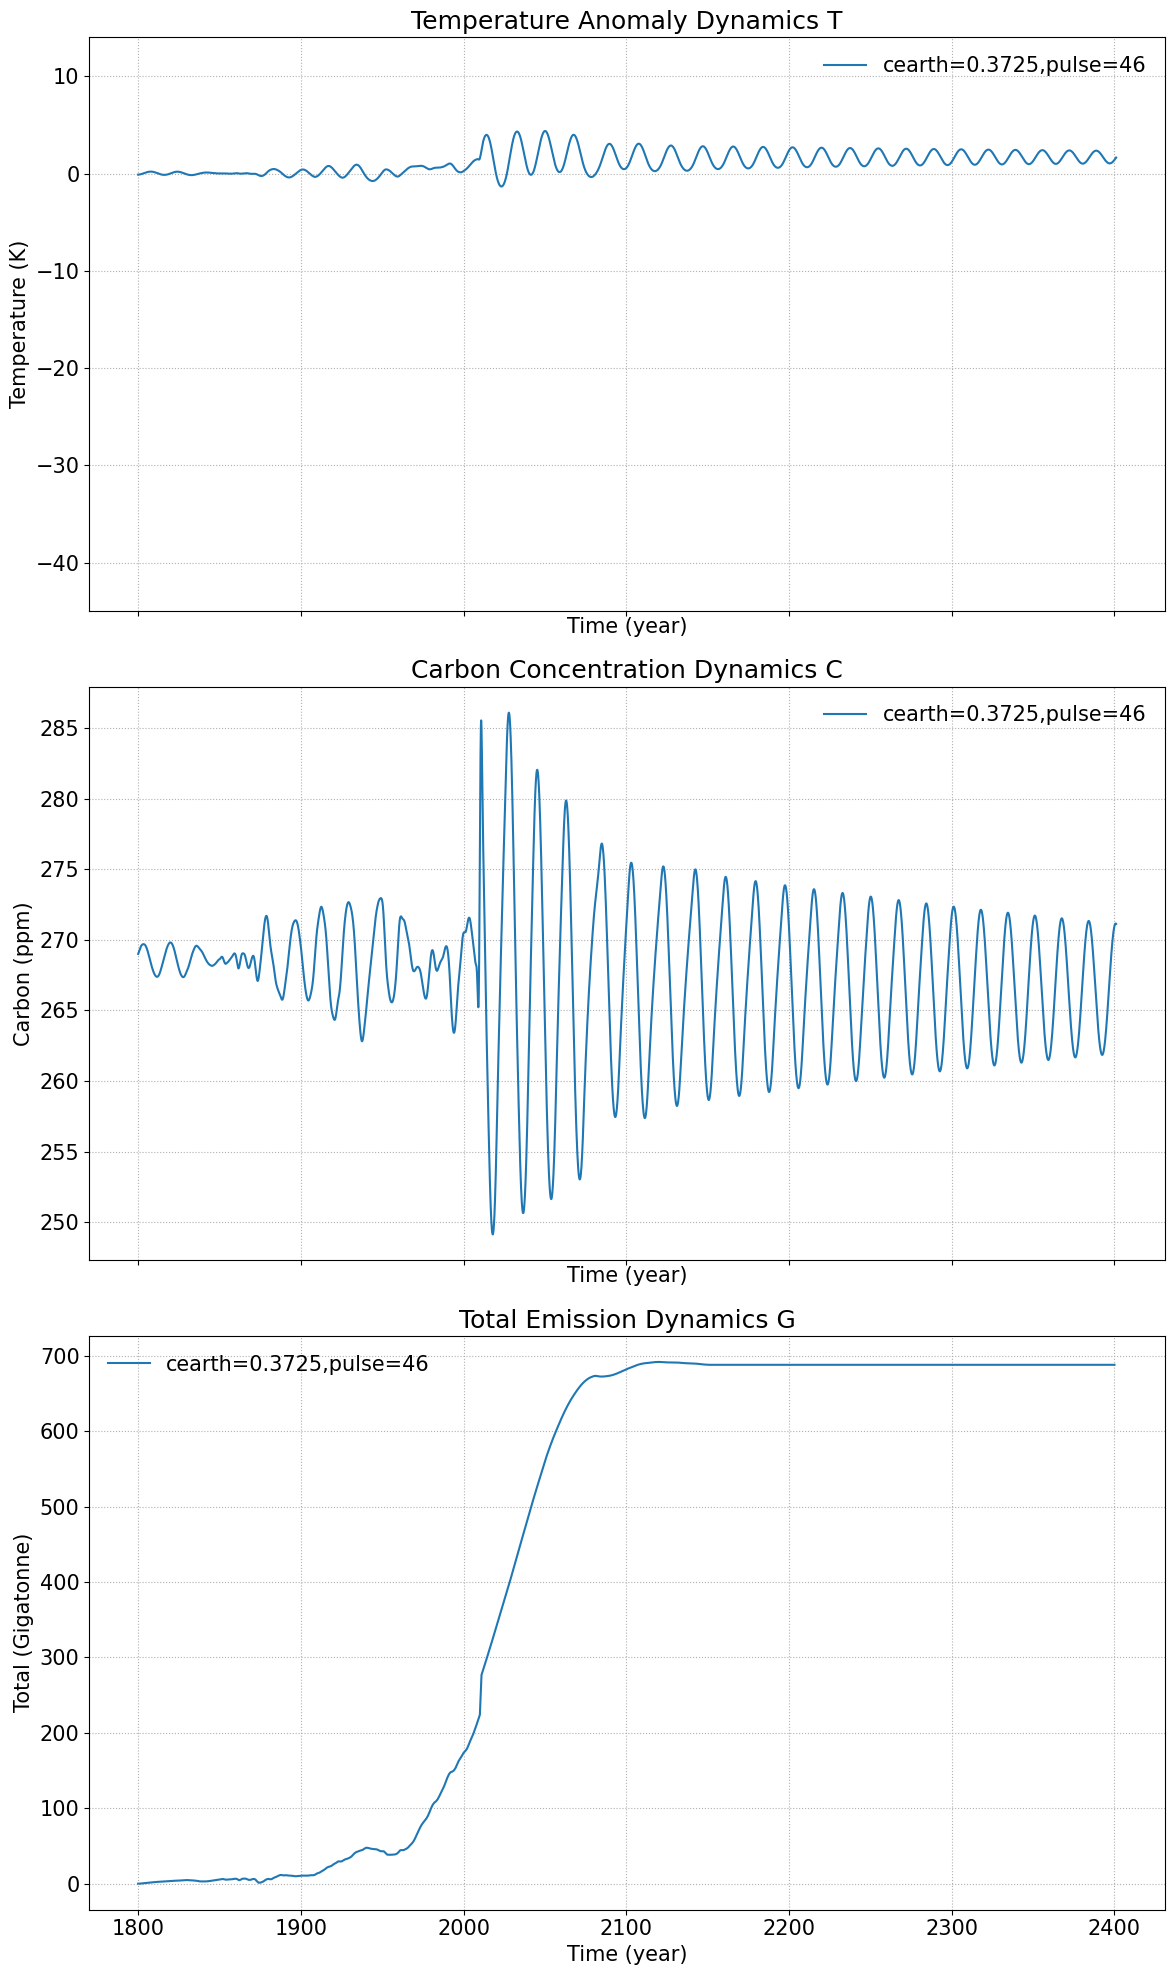 Temperature Anomaly Dynamics T
cearth=0.3725,pulse=46
10
0
−10
−20
−30
−40
Temperature (K)
Time (year)
Carbon Concentration Dynamics C
cearth=0.3725,pulse=46
285
280
275
270
265
260
255
250
Carbon (ppm)
Time (year)
Total Emission Dynamics G
cearth=0.3725,pulse=46
700
600
500
400
300
200
100
0
Total (Gigatonne)
1800 1900 2000 2100 2200 2300 2400
Time (year)